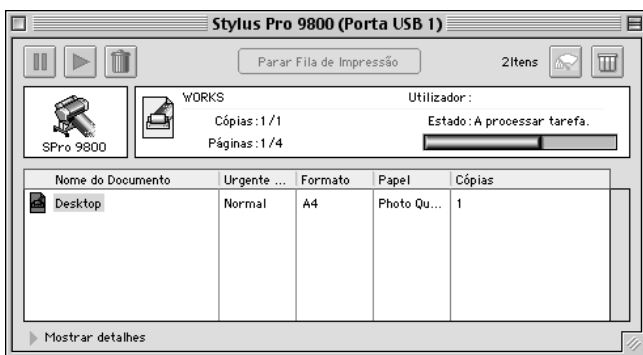 Stylus Pro 9800 (Porta USB 1)
Parar Fila de Impressão
2Itens
SPro 9800
WORKS
Utilizador :
Cópias :1 / 1
Estado : A processar tarefa.
Páginas :1 / 4
Nome do Documento Urgente ... Formato Papel Cópias
Desktop Normal A4 Photo Qu... 1
Mostrar detalhes